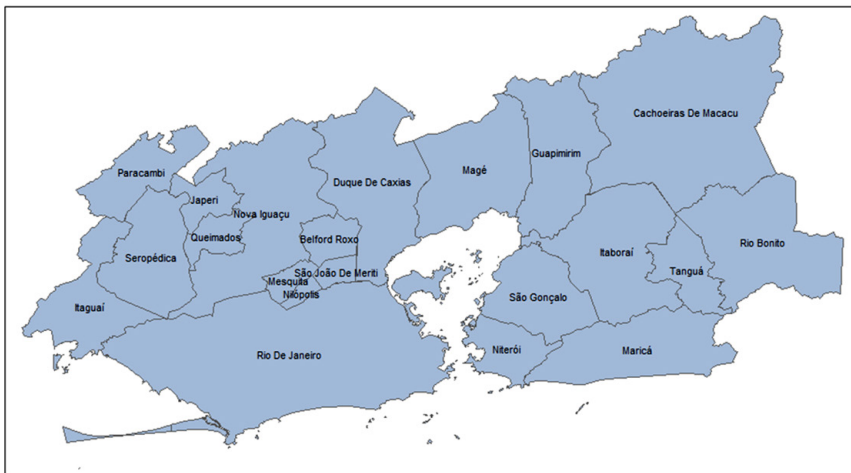 Cachoeiras De Macacu
Guapimirim
Magé
Paracambi
Duque De Caxias
Japeri
Nova Iguaçu
Queimados
Belford Roxo
Rio Bonito
Itaboraí
Seropédica
São João De Meriti
Tanguá
Mesquita
Nilópolis
São Gonçalo
Itaguaí
Niterói
Maricá
Rio De Janeiro